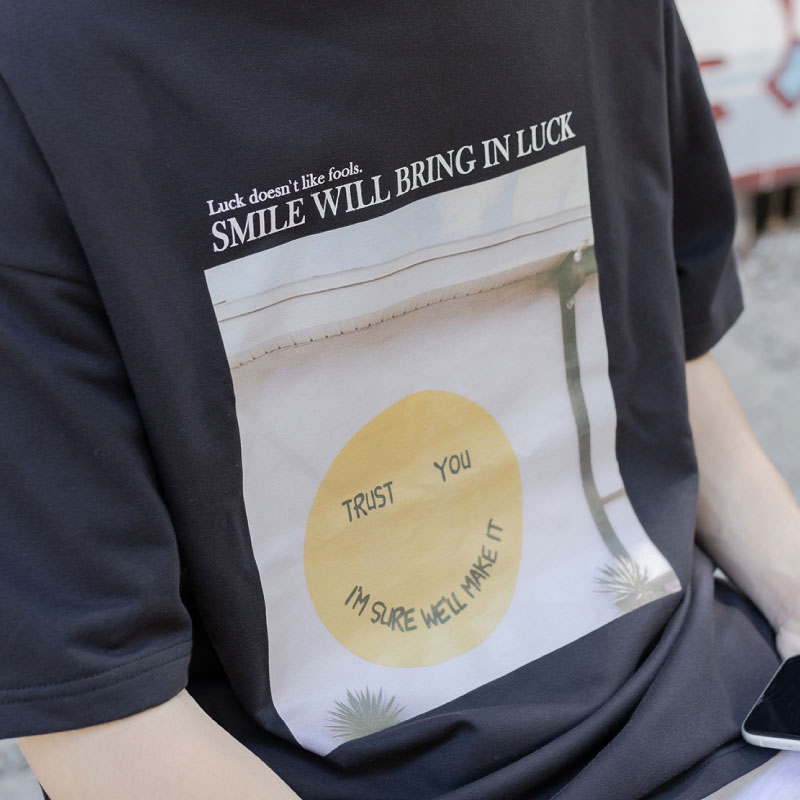 Luck doesn't like fools.
SMILE WILL BRING IN LUCK
TRUST YOU
I'M SURE WE'LL MAKE IT